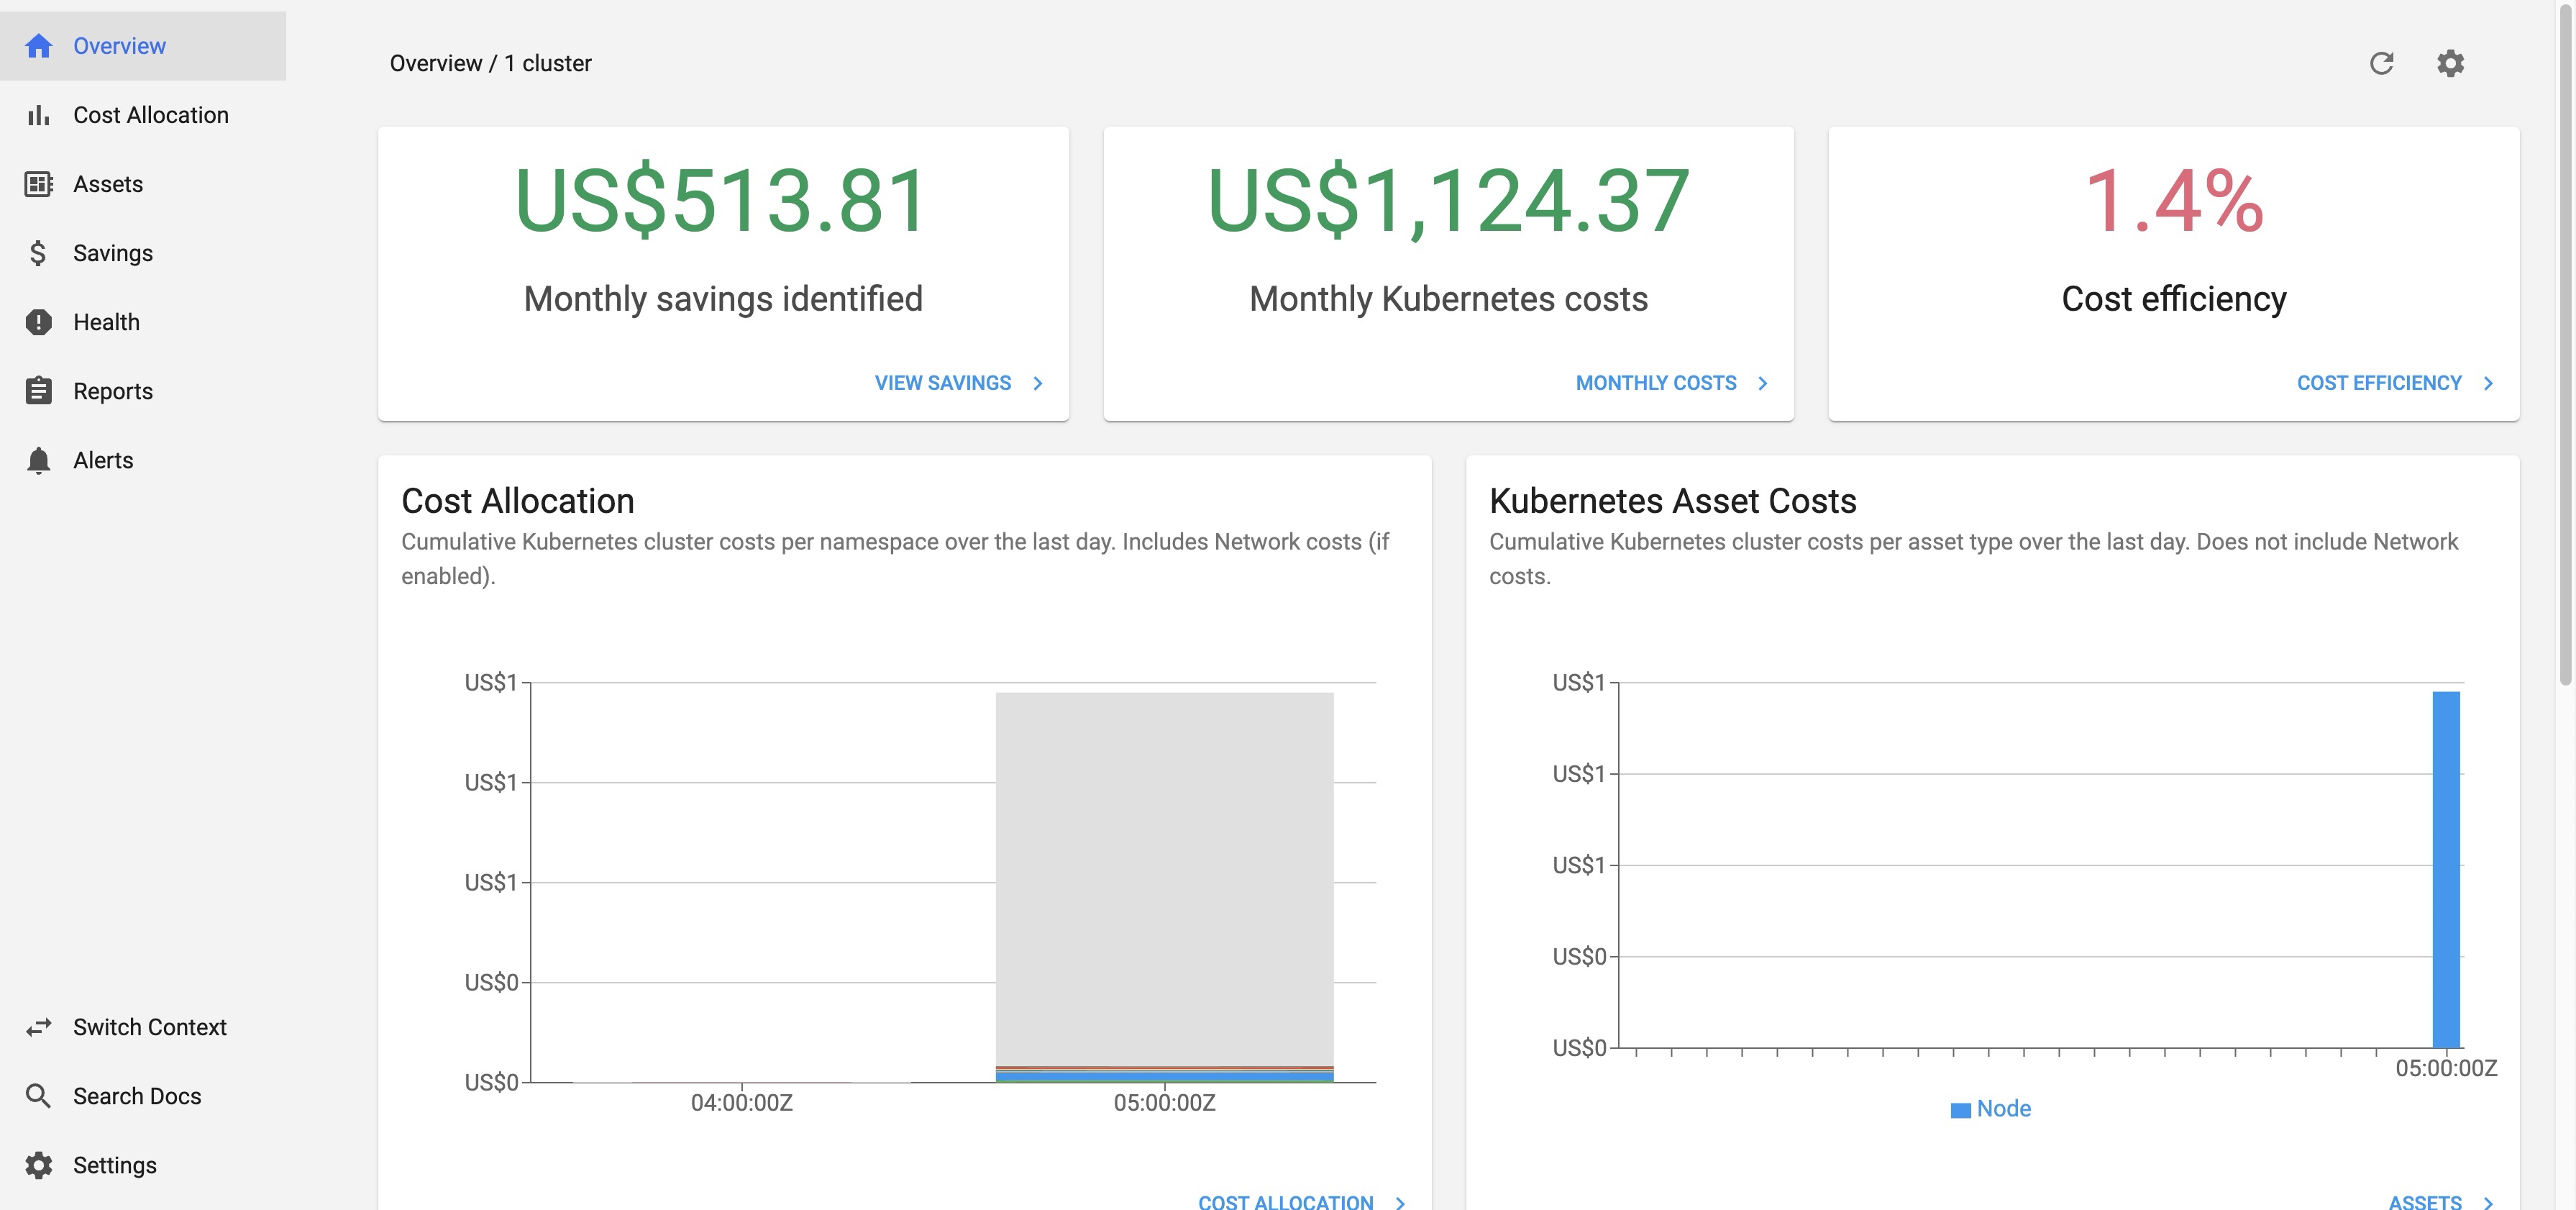 Overview
Cost Allocation
Assets
Savings
Health
Reports
Alerts
Switch Context
Search Docs
Settings
Overview / 1 cluster
US$513.81
Monthly savings identified
VIEW SAVINGS
US$1,124.37
Monthly Kubernetes costs
MONTHLY COSTS
1.4%
Cost efficiency
COST EFFICIENCY
Cost Allocation
Cumulative Kubernetes cluster costs per namespace over the last day. Includes Network costs (if
enabled).
US$1
US$1
US$1
US$0
US$0
04:00:00Z
05:00:00Z
COST ALLOCATION
Kubernetes Asset Costs
Cumulative Kubernetes cluster costs per asset type over the last day. Does not include Network
costs.
US$1
US$1
US$1
US$0
US$0
05:00:00Z
Node
ASSETS